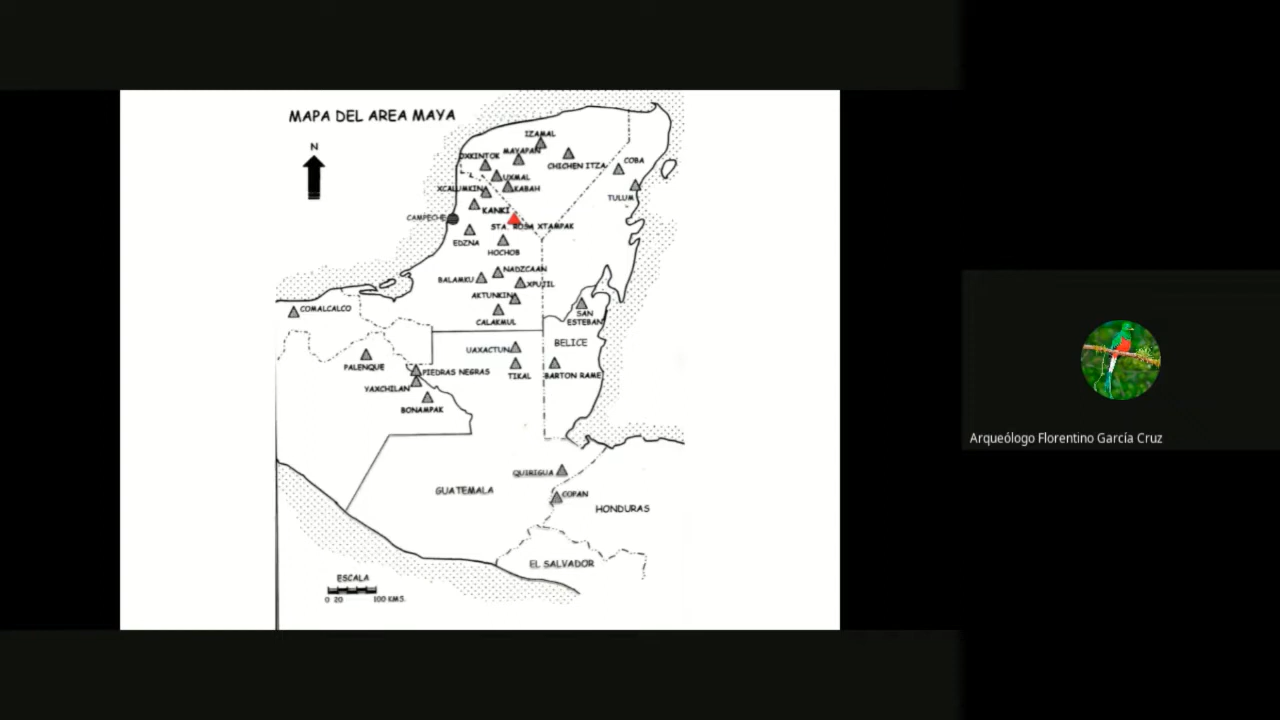 MAPA DEL AREA MAYA
N
IZAMAL
OXKINTOK
MAYAPAN
CHICHEN ITZA
COBA
UXMAL
XCALUMKIN
KABAH
TULUM
KANKI
CAMPECHE
STA. ROSA XTAMPAK
EDZNA
HOCHOB
NADZCAAN
BALAMKU
XPUJIL
AKTUNKIN
COMALCALCO
CALAKMUL
SAN
ESTEBAN
BELICE
UAXACTUN
PALENQUE
PIEDRAS NEGRAS
TIKAL
BARTON RAME
YAXCHILAN
BONAMPAK
QUIRIGUA
GUATEMALA
COPAN
HONDURAS
EL SALVADOR
ESCALA
0 20 100 KMS.
Arqueólogo Florentino García Cruz